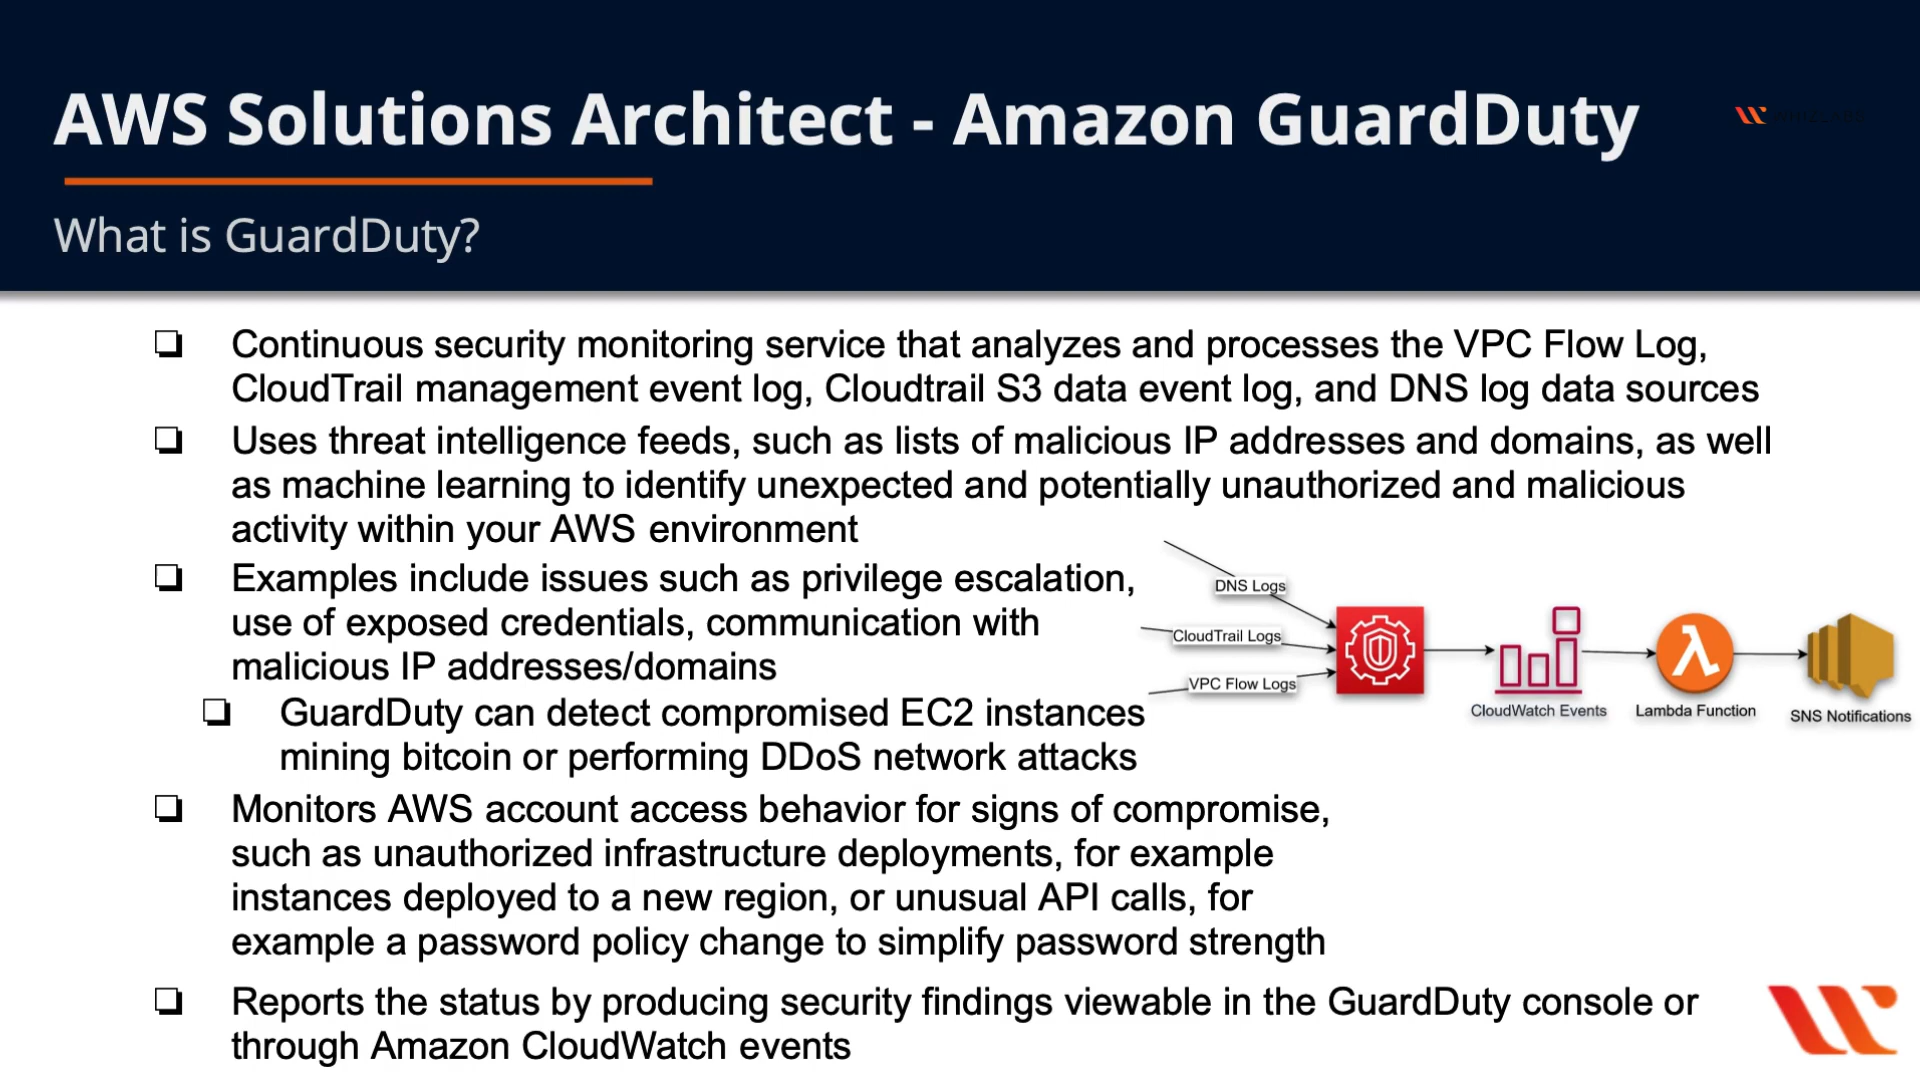 AWS Solutions Architect - Amazon GuardDuty
WHIZLABS
What is GuardDuty?
❏ Continuous security monitoring service that analyzes and processes the VPC Flow Log,
CloudTrail management event log, Cloudtrail S3 data event log, and DNS log data sources
❏ Uses threat intelligence feeds, such as lists of malicious IP addresses and domains, as well
as machine learning to identify unexpected and potentially unauthorized and malicious
activity within your AWS environment
❏ Examples include issues such as privilege escalation,
use of exposed credentials, communication with
malicious IP addresses/domains
❏ GuardDuty can detect compromised EC2 instances
mining bitcoin or performing DDoS network attacks
DNS Logs
CloudTrail Logs
VPC Flow Logs
CloudWatch Events
Lambda Function
SNS Notifications
❏ Monitors AWS account access behavior for signs of compromise,
such as unauthorized infrastructure deployments, for example
instances deployed to a new region, or unusual API calls, for
example a password policy change to simplify password strength
❏ Reports the status by producing security findings viewable in the GuardDuty console or
through Amazon CloudWatch events